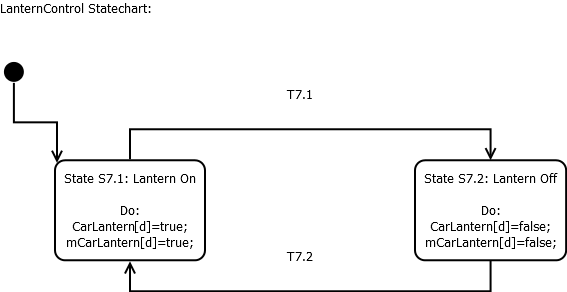 LanternControl Statechart:
T7.1
State S7.1: Lantern On
Do:
CarLantern[d]=true;
mCarLantern[d]=true;
State S7.2: Lantern Off
Do:
CarLantern[d]=false;
mCarLantern[d]=false;
T7.2